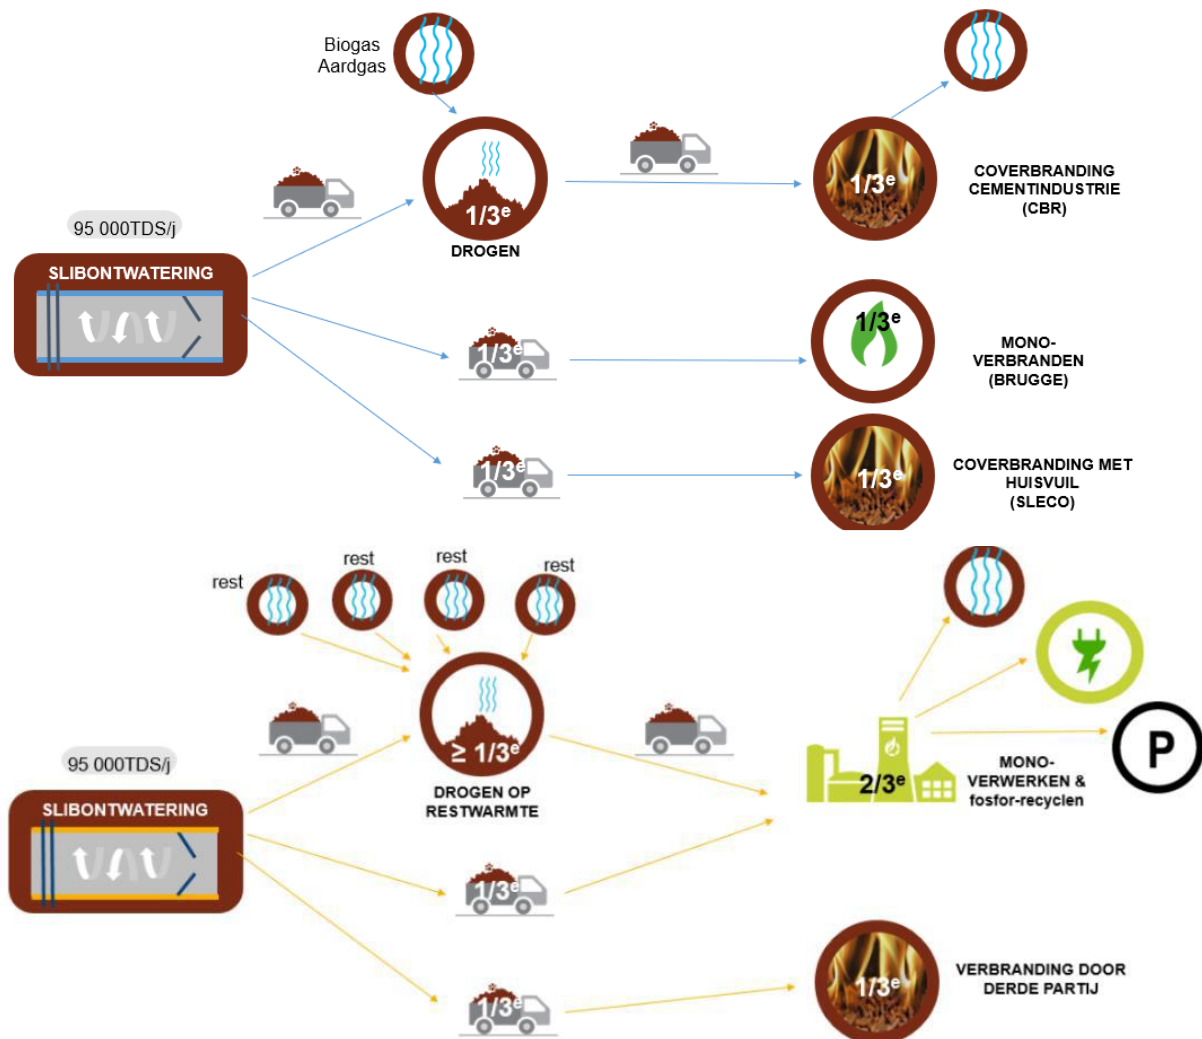 Biogas
Aardgas
1/3e
DROGEN
1/3e
COVERBRANDING
CEMENTINDUSTRIE
(CBR)
95 000TDS/j
SLIBONTWATERING
1/3e
1/3e
MONO-
VERBRANDEN
(BRUGGE)
1/3e
1/3e
COVERBRANDING MET
HUISVUIL
(SLECO)
rest
rest
rest
rest
≥ 1/3e
DROGEN OP
RESTWARMTE
95 000TDS/j
SLIBONTWATERING
2/3e
MONO-
VERWERKEN &
fosfor-recyclen
P
1/3e
1/3e
1/3e
VERBRANDING DOOR
DERDE PARTIJ